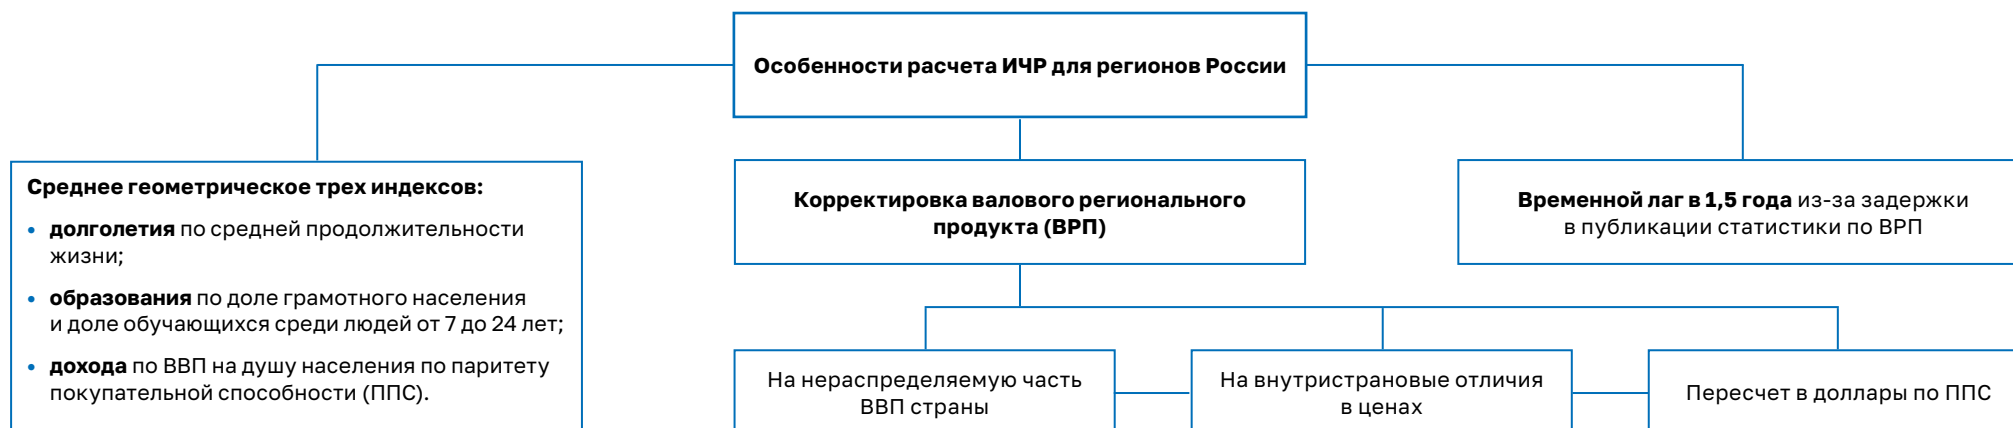 Особенности расчета ИЧР для регионов России
Среднее геометрическое трех индексов:
• долголетия по средней продолжительности
жизни;
• образования по доле грамотного населения
и доле обучающихся среди людей от 7 до 24 лет;
• дохода по ВВП на душу населения по паритету
покупательной способности (ППС).
Корректировка валового регионального
продукта (ВРП)
Временной лаг в 1,5 года из-за задержки
в публикации статистики по ВРП
На нераспределяемую часть
ВВП страны
На внутристрановые отличия
в ценах
Пересчет в доллары по ППС